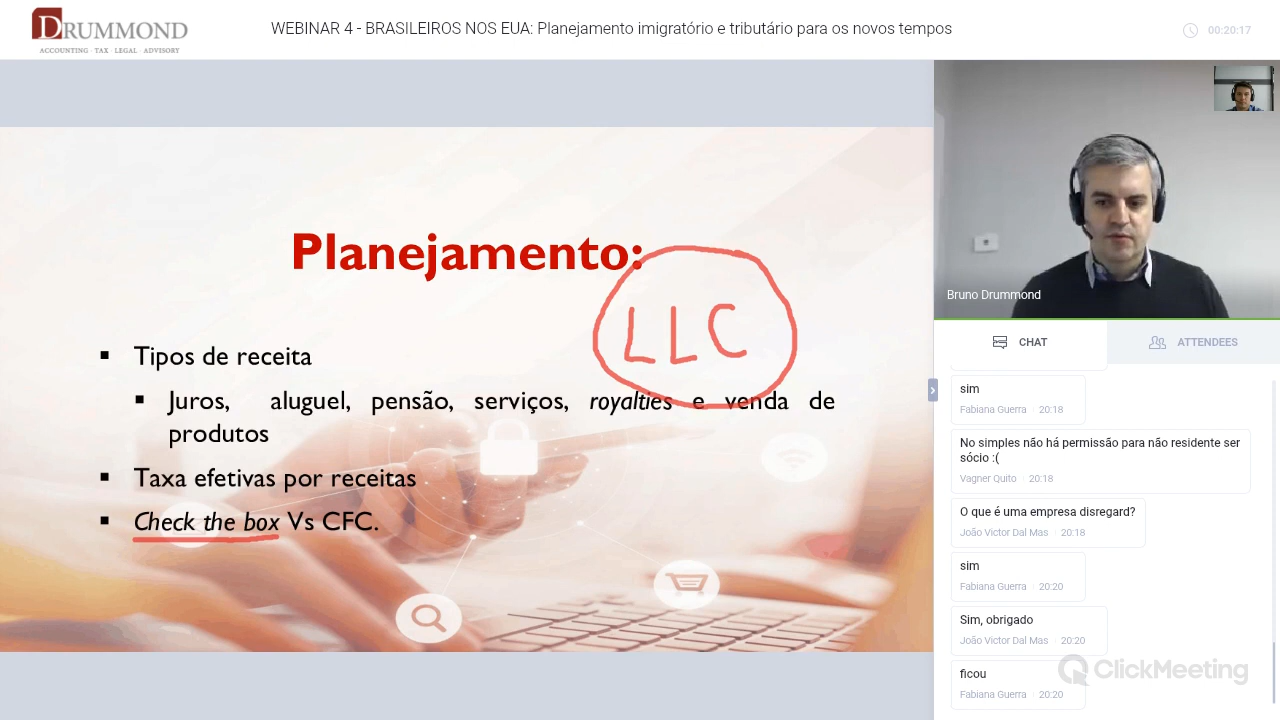 DRUMMOND
ACCOUNTING · TAX · LEGAL · ADVISORY
WEBINAR 4 - BRASILEIROS NOS EUA: Planejamento imigratório e tributário para os novos tempos
00:20:17
Planejamento:
LLC
▪ Tipos de receita
▪ Juros, aluguel, pensão, serviços, royalties e venda de
produtos
▪ Taxa efetivas por receitas
▪ Check the box Vs CFC.
Bruno Drummond
CHAT
ATTENDEES
sim
Fabiana Guerra · 20:18
No simples não há permissão para não residente ser
sócio :(
Vagner Quito · 20:18
O que é uma empresa disregard?
João Victor Dal Mas · 20:18
sim
Fabiana Guerra · 20:20
Sim, obrigado
João Victor Dal Mas · 20:20
ficou
Fabiana Guerra · 20:20
ClickMeeting